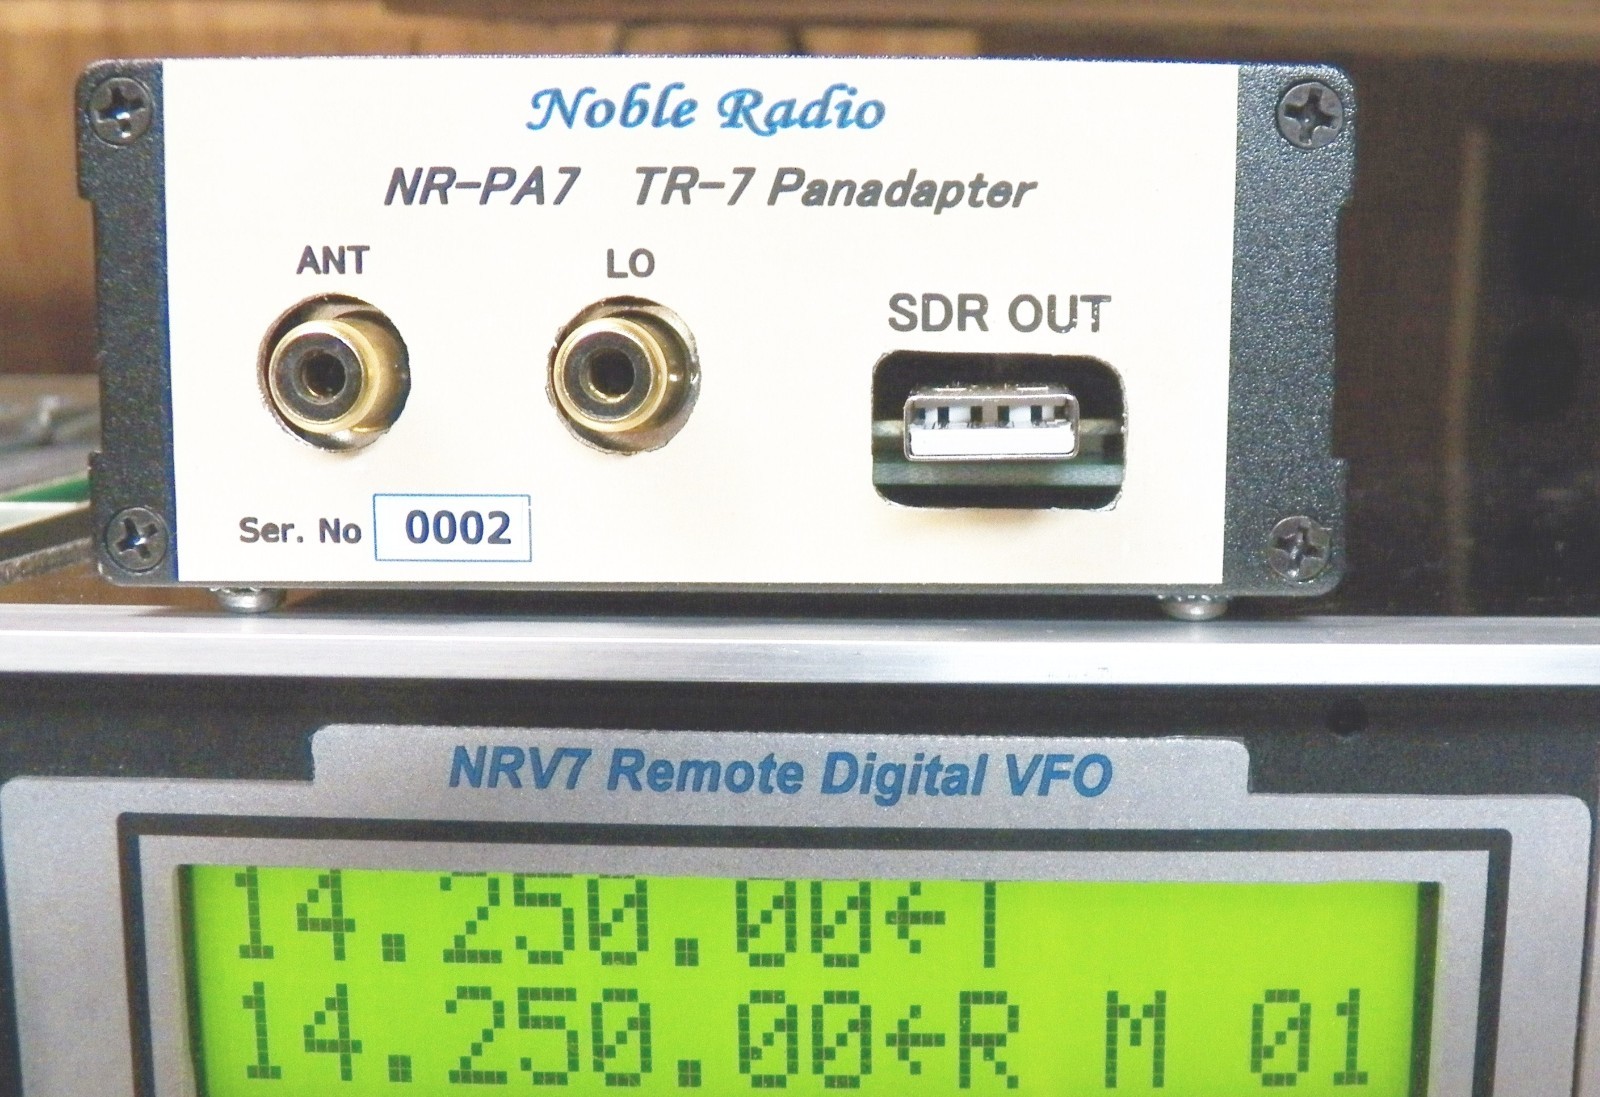 Noble Radio
NR-PA7 TR-7 Panadapter
ANT LO
SDR OUT
Ser. No 0002
NRV7 Remote Digital VFO
14.250.00←T
14.250.00←R M 01